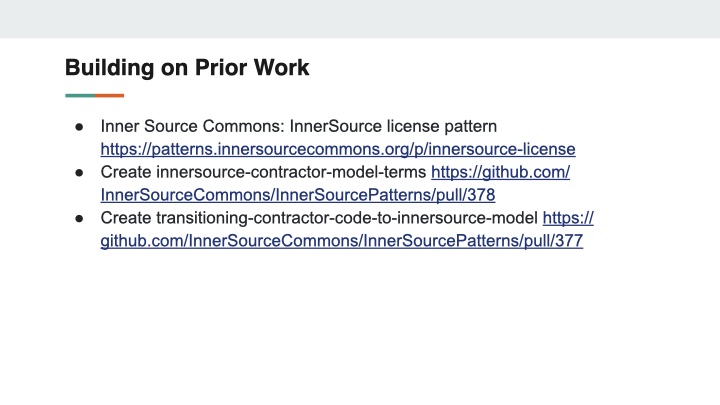 Building on Prior Work
● Inner Source Commons: InnerSource license pattern
https://patterns.innersourcecommons.org/p/innersource-license
● Create innersource-contractor-model-terms https://github.com/
InnerSourceCommons/InnerSourcePatterns/pull/378
● Create transitioning-contractor-code-to-innersource-model https://
github.com/InnerSourceCommons/InnerSourcePatterns/pull/377